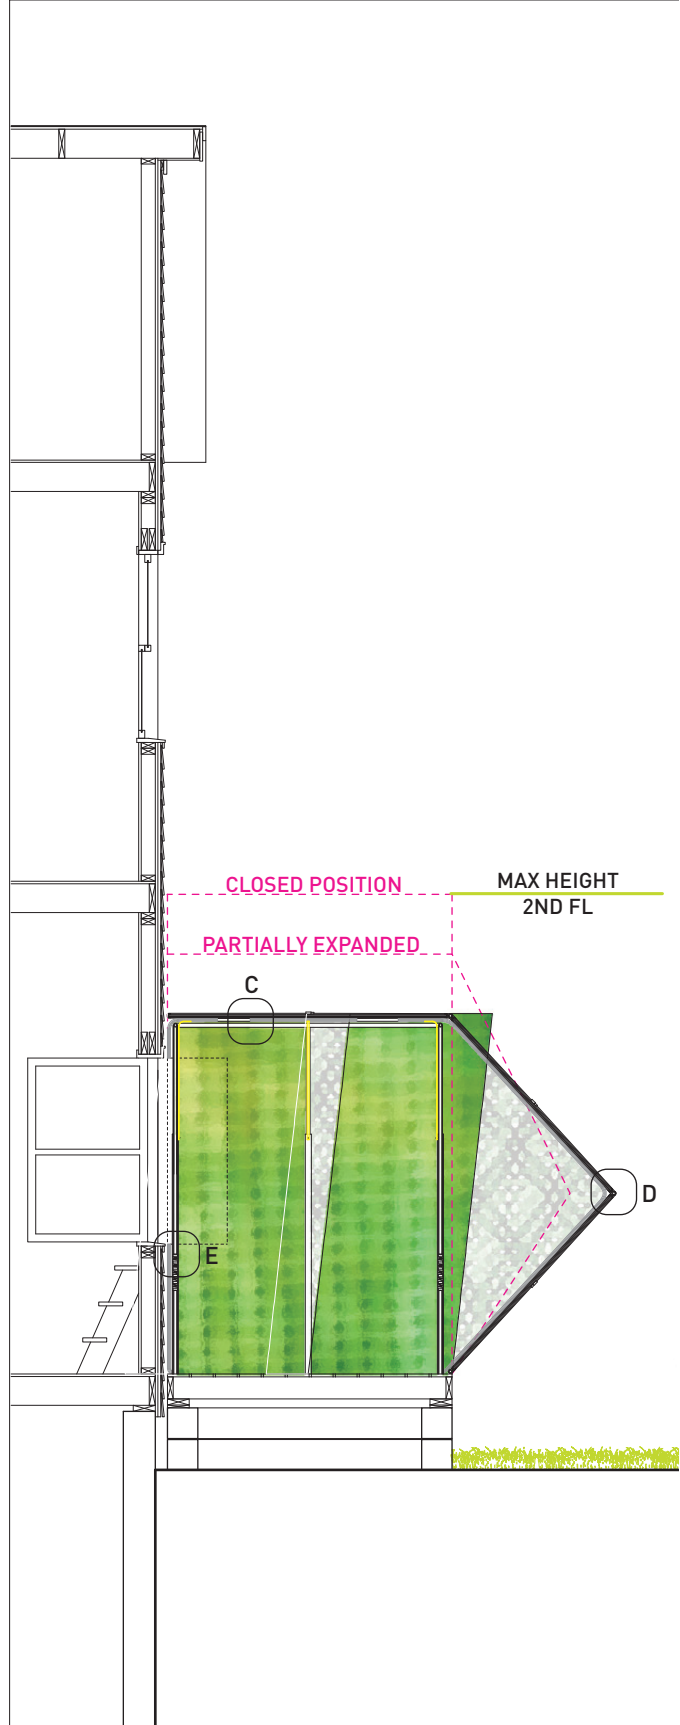 CLOSED POSITION
MAX HEIGHT
2ND FL
PARTIALLY EXPANDED
C
D
E